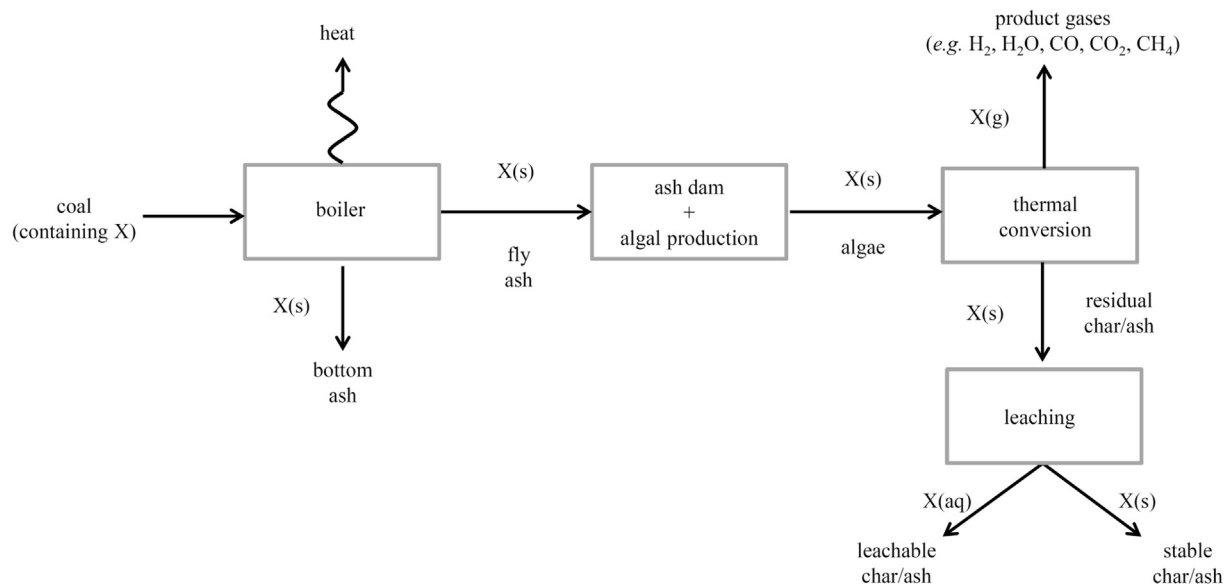 product gases
(e.g. H₂, H₂O, CO, CO₂, CH₄)
heat
X(g)
X(s)
X(s)
coal
(containing X)
boiler
ash dam
+
algal production
thermal
conversion
fly
ash
algae
X(s)
X(s)
residual
char/ash
bottom
ash
leaching
X(aq)
X(s)
leachable
char/ash
stable
char/ash